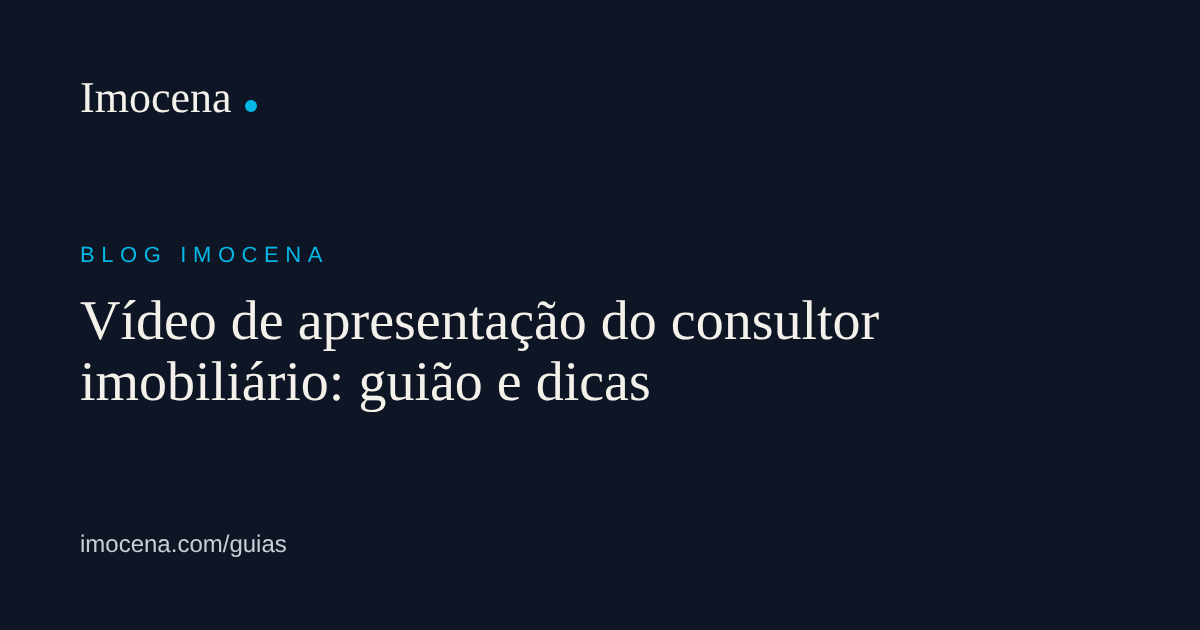 Imocena
BLOG IMOCENA
Vídeo de apresentação do consultor
imobiliário: guião e dicas
imocena.com/guias